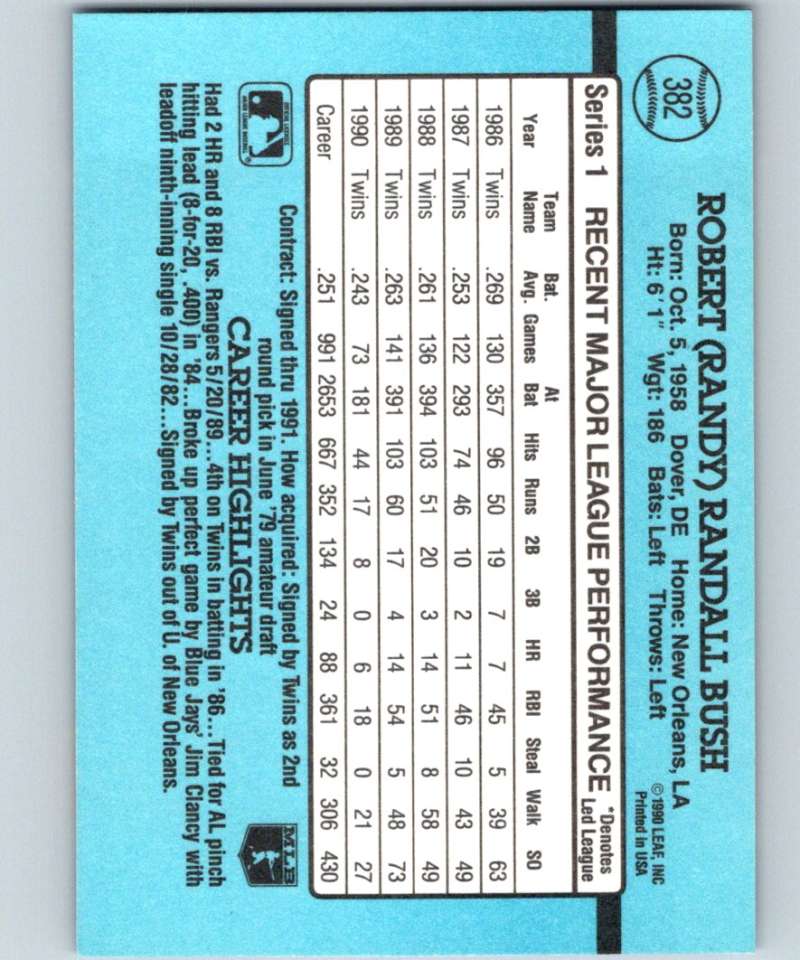 382
ROBERT (RANDY) RANDALL BUSH
Born: Oct. 5, 1958 Dover, DE Home: New Orleans, LA
Ht: 6'1" Wgt: 186 Bats: Left Throws: Left
©1990 LEAF, INC
Printed in USA
Series 1 RECENT MAJOR LEAGUE PERFORMANCE *Denotes Led League
Year Team Name Bat. Avg. Games At Bat Hits Runs 2B 3B HR RBI Steal Walk SO
1986 Twins .269 130 357 96 50 19 7 7 45 5 39 63
1987 Twins .253 122 293 74 46 10 2 11 46 10 43 49
1988 Twins .261 136 394 103 51 20 3 14 51 8 58 49
1989 Twins .263 141 391 103 60 17 4 14 54 5 48 73
1990 Twins .243 73 181 44 17 8 0 6 18 0 21 27
Career .251 991 2653 667 352 134 24 88 361 32 306 430
Contract: Signed thru 1991. How acquired: Signed by Twins as 2nd
round pick in June '79 amateur draft
CAREER HIGHLIGHTS
Had 2 HR and 8 RBI vs. Rangers 5/20/89...4th on Twins in batting in '86...Tied for AL pinch
hitting lead (8-for-20, .400) in '84...Broke up perfect game by Blue Jays' Jim Clancy with
leadoff ninth-inning single 10/28/82...Signed by Twins out of U. of New Orleans.
OFFICIAL LICENSEE
MAJOR LEAGUE BASEBALL
MLB